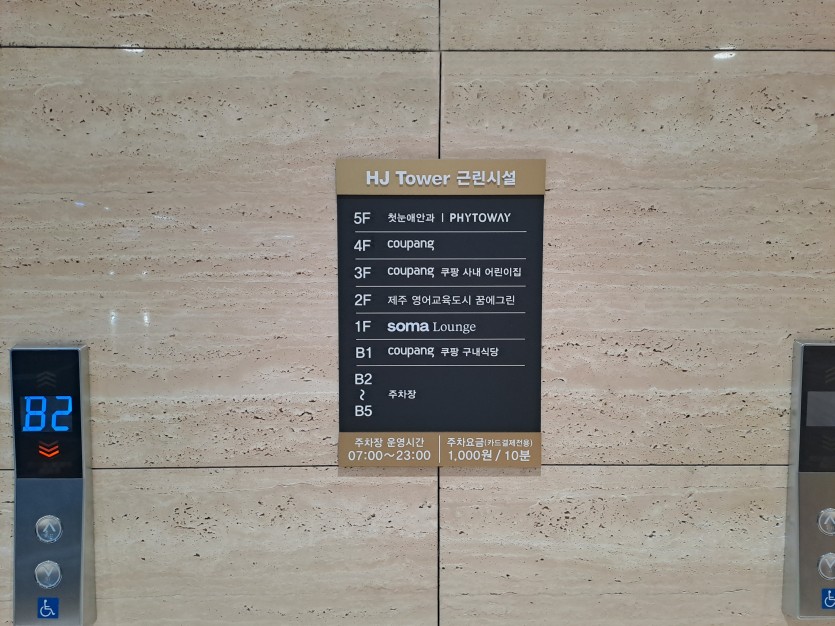 HJ Tower 근린시설
5F 첫눈애안과 | PHYTOWAY
4F coupang
3F coupang 쿠팡 사내 어린이집
2F 제주 영어교육도시 꿈에그린
1F soma Lounge
B1 coupang 쿠팡 구내식당
B2
~
B5
주차장
주차장 운영시간
07:00~23:00
주차요금(카드결제전용)
1,000원 / 10분
B2